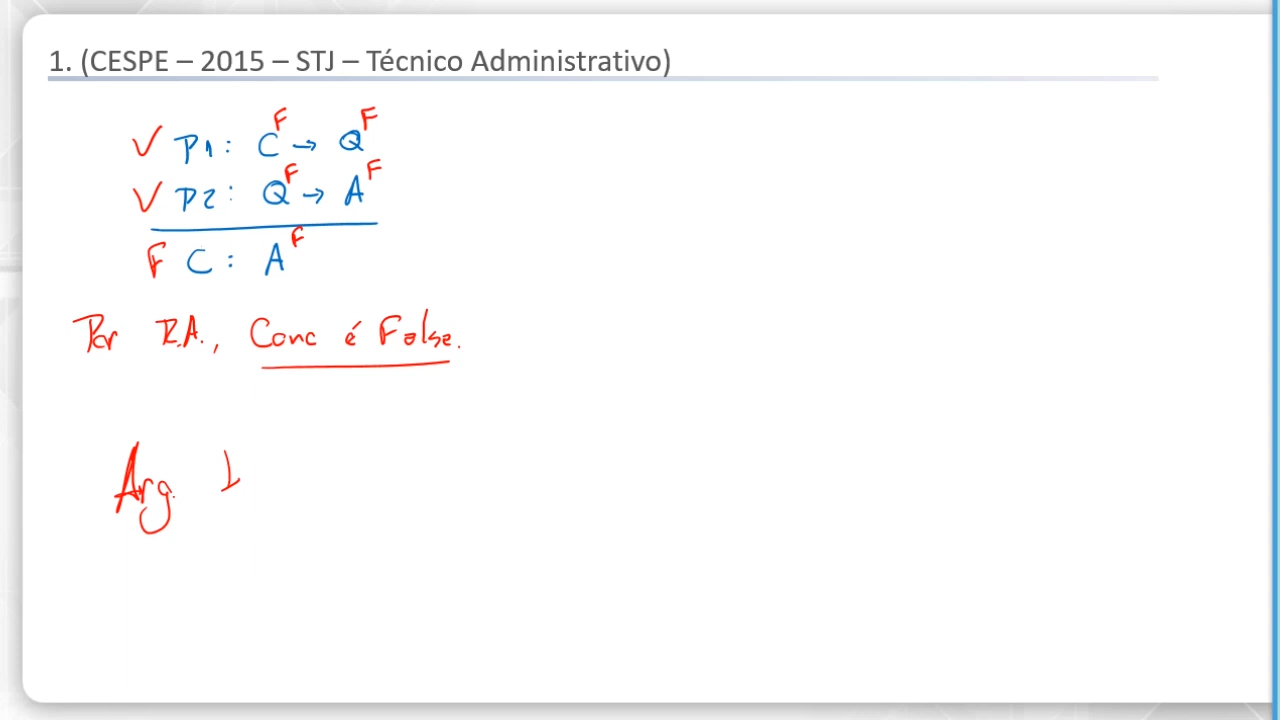 1. (CESPE – 2015 – STJ – Técnico Administrativo)
✓ P1: C^F → Q^F
✓ P2: Q^F → A^F
F C: A^F
Por R.A., Conc é Falsa.
Arg. I